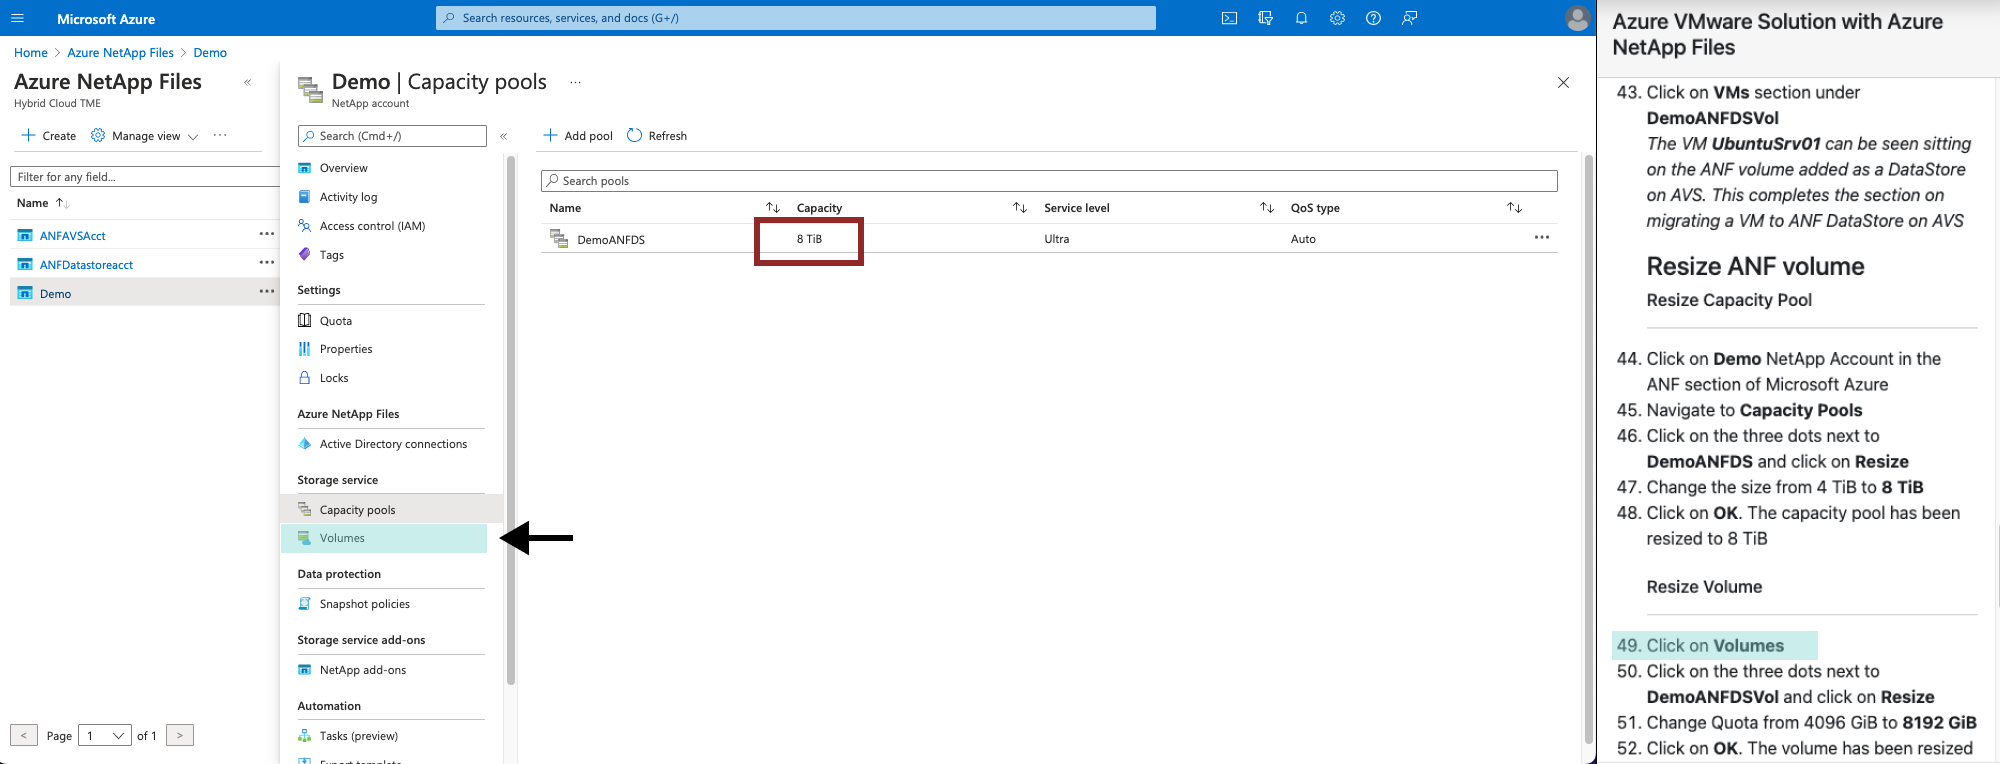 Microsoft Azure
Search resources, services, and docs (G+/)
Home > Azure NetApp Files > Demo
Azure NetApp Files
Hybrid Cloud TME
Create
Manage view
Filter for any field...
Name
ANFAVSAcct
ANFDatastoreacct
Demo
< Page 1 of 1 >
Demo | Capacity pools
NetApp account
Search (Cmd+/)
Overview
Activity log
Access control (IAM)
Tags
Settings
Quota
Properties
Locks
Azure NetApp Files
Active Directory connections
Storage service
Capacity pools
Volumes
Data protection
Snapshot policies
Storage service add-ons
NetApp add-ons
Automation
Tasks (preview)
Export template
Add pool
Refresh
Search pools
Name Capacity Service level QoS type
DemoANFDS 8 TiB Ultra Auto
Azure VMware Solution with Azure
NetApp Files
43. Click on VMs section under
DemoANFDSVol
The VM UbuntuSrv01 can be seen sitting
on the ANF volume added as a DataStore
on AVS. This completes the section on
migrating a VM to ANF DataStore on AVS
Resize ANF volume
Resize Capacity Pool
44. Click on Demo NetApp Account in the
ANF section of Microsoft Azure
45. Navigate to Capacity Pools
46. Click on the three dots next to
DemoANFDS and click on Resize
47. Change the size from 4 TiB to 8 TiB
48. Click on OK. The capacity pool has been
resized to 8 TiB
Resize Volume
49. Click on Volumes
50. Click on the three dots next to
DemoANFDSVol and click on Resize
51. Change Quota from 4096 GiB to 8192 GiB
52. Click on OK. The volume has been resized